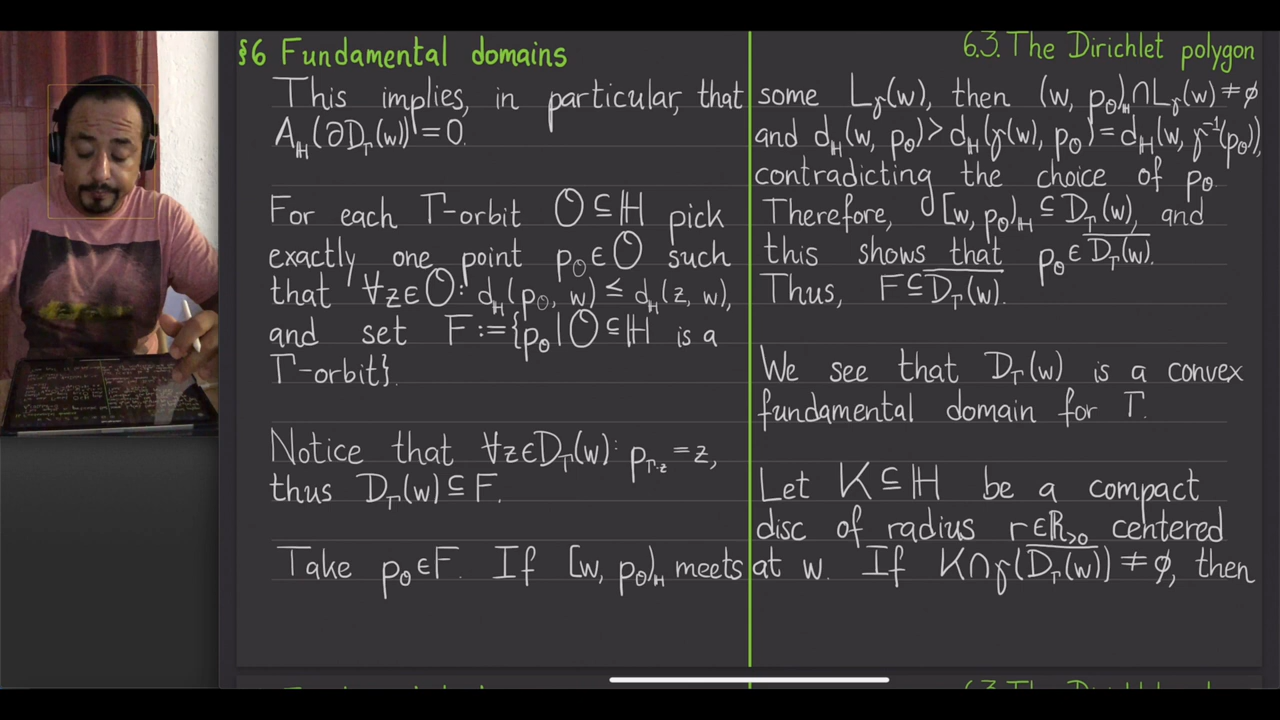 §6 Fundamental domains
This implies, in particular, that
A_ℍ(∂D_Γ(w))=0.
For each Γ-orbit 𝒪⊆ℍ pick
exactly one point p_𝒪∈𝒪 such
that ∀z∈𝒪: d_ℍ(p_𝒪, w) ≤ d_ℍ(z, w),
and set F:={p_𝒪|𝒪⊆ℍ is a
Γ-orbit}.
Notice that ∀z∈D_Γ(w): p_{Γ·z}=z,
thus D_Γ(w)⊆F.
Take p_𝒪∈F. If [w, p_𝒪)_ℍ meets
6.3. The Dirichlet polygon
some L_γ(w), then (w, p_𝒪)_ℍ∩L_γ(w)≠∅
and d_ℍ(w, p_𝒪)>d_ℍ(γ(w), p_𝒪)=d_ℍ(w, γ⁻¹(p_𝒪)),
contradicting the choice of p_𝒪.
Therefore, [w, p_𝒪)_ℍ⊆D_Γ(w), and
this shows that p_𝒪∈\overline{D_Γ(w)}.
Thus, F⊆\overline{D_Γ(w)}.
We see that D_Γ(w) is a convex
fundamental domain for Γ.
Let K⊆ℍ be a compact
disc of radius r∈ℝ_{>0} centered
at w. If K∩γ(\overline{D_Γ(w)})≠∅, then